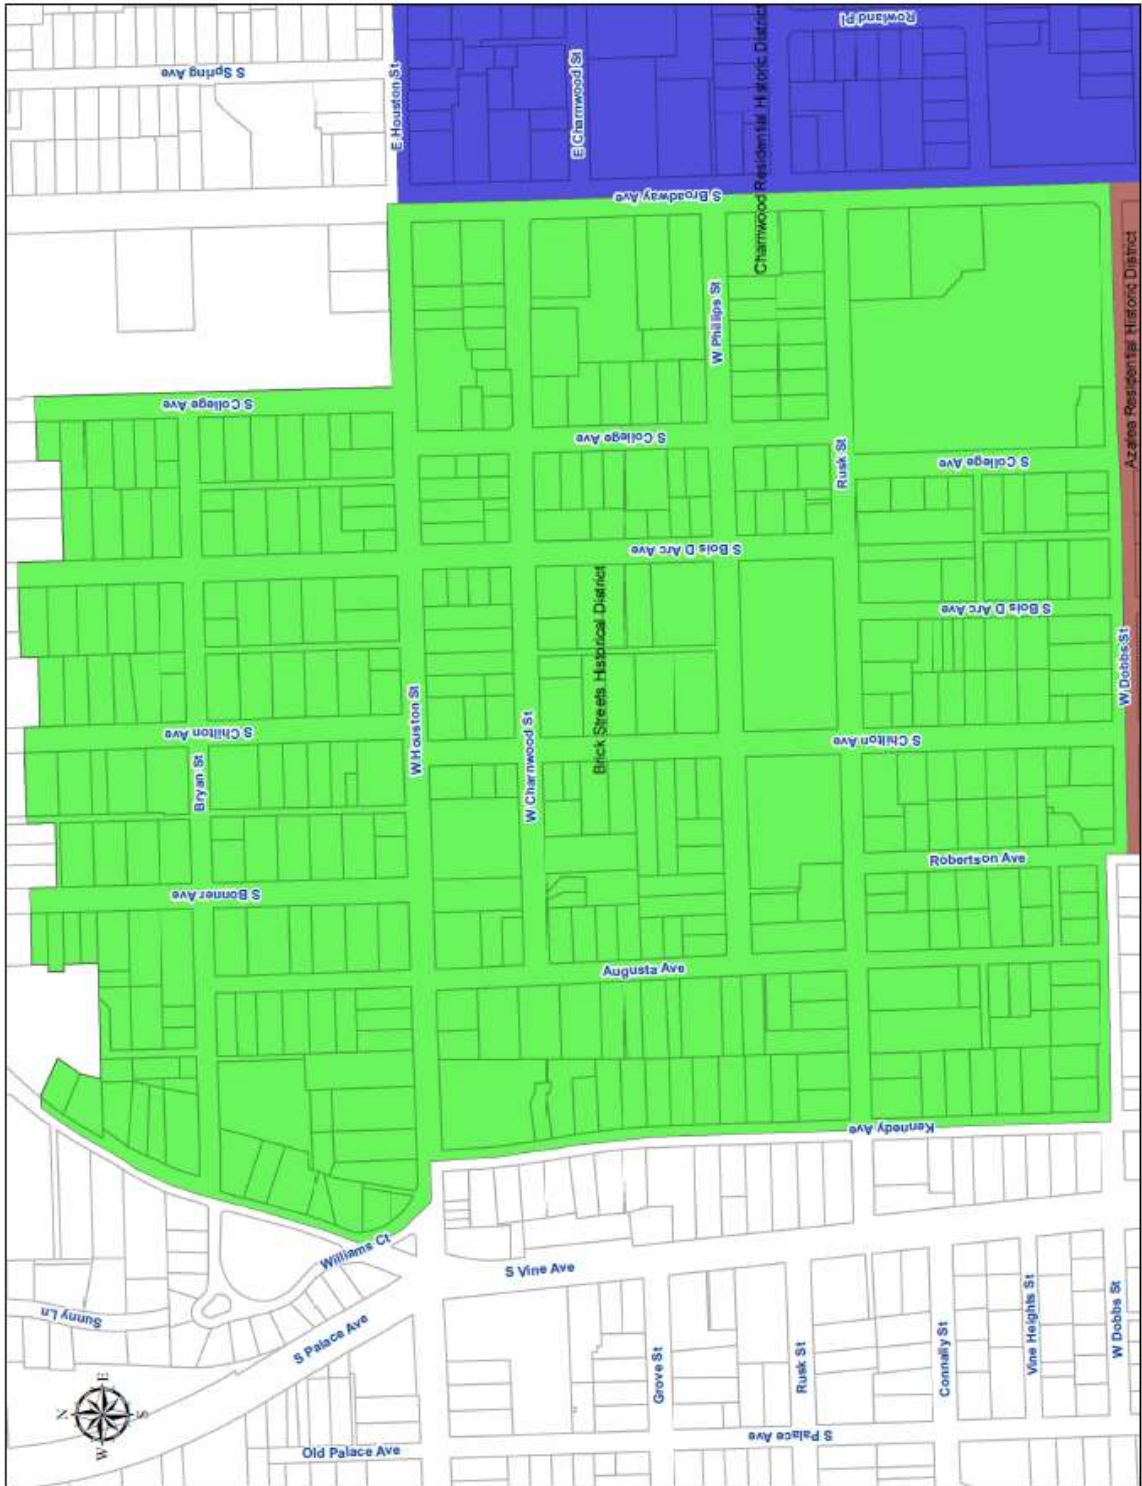 S Spring Ave
E Houston St
E Charnwood St
Charnwood Residential Historic District
Rowland Pl
S Broadway Ave
W Phillips St
Azalea Residential Historic District
S College Ave
S College Ave
Rusk St
S College Ave
S Bois D Arc Ave
Brick Streets Historical District
S Bois D Arc Ave
W Dobbs St
S Chilton Ave
W Houston St
Bryan St
W Charnwood St
S Chilton Ave
Robertson Ave
S Bonner Ave
Augusta Ave
Kennedy Ave
Williams Ct
S Vine Ave
Sunny Ln
S Palace Ave
Grove St
Rusk St
Connally St
Vine Heights St
W Dobbs St
N
E
S
W
Old Palace Ave
S Palace Ave